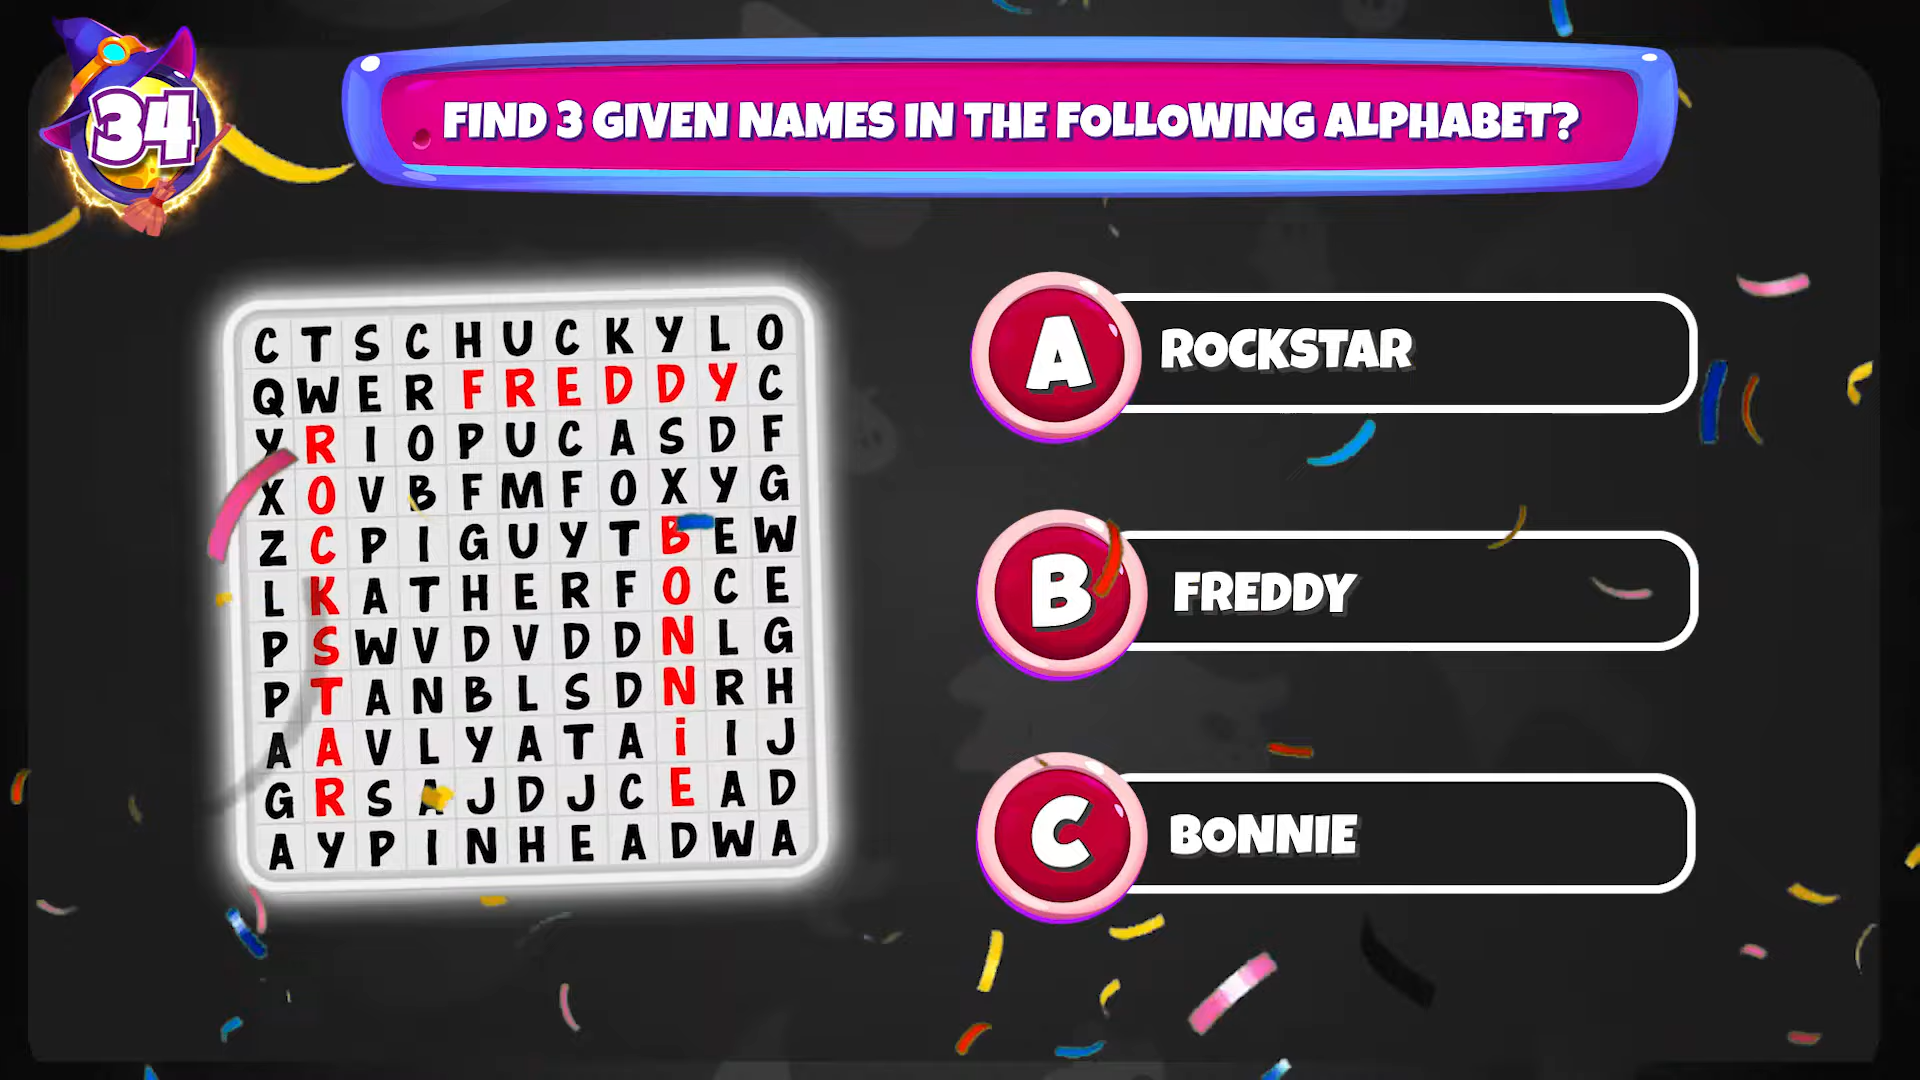 34
FIND 3 GIVEN NAMES IN THE FOLLOWING ALPHABET?
C T S C H U C K Y L O
Q W E R F R E D D Y C
Y R I O P U C A S D F
X O V B F M F O X Y G
Z C P I G U Y T B E W
L K A T H E R F O C E
P S W V D V D D N L G
P T A N B L S D N R H
A A V L Y A T A i I J
G R S A J D J C E A D
A Y P I N H E A D W A
A ROCKSTAR
B FREDDY
C BONNIE